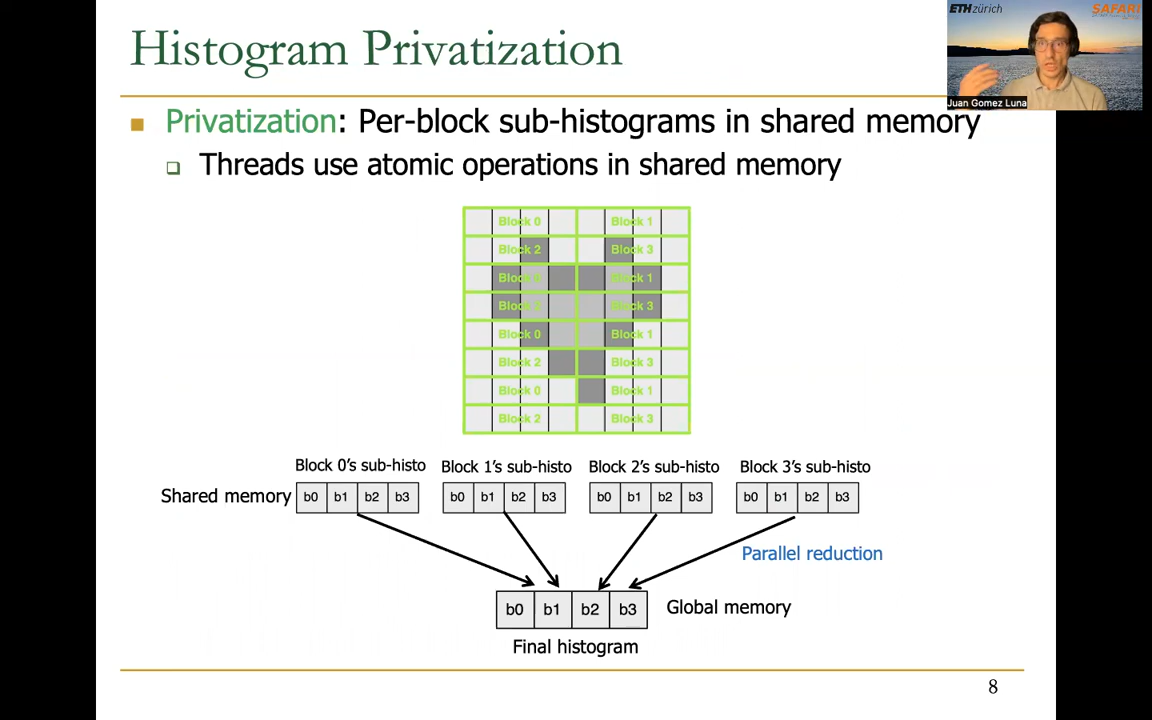 Histogram Privatization
ETH zürich
SAFARI
Juan Gomez Luna
Privatization: Per-block sub-histograms in shared memory
Threads use atomic operations in shared memory
Block 0 Block 1
Block 2 Block 3
Block 0 Block 1
Block 2 Block 3
Block 0 Block 1
Block 2 Block 3
Block 0 Block 1
Block 2 Block 3
Block 0's sub-histo Block 1's sub-histo Block 2's sub-histo Block 3's sub-histo
Shared memory b0 b1 b2 b3 b0 b1 b2 b3 b0 b1 b2 b3 b0 b1 b2 b3
Parallel reduction
b0 b1 b2 b3 Global memory
Final histogram
8